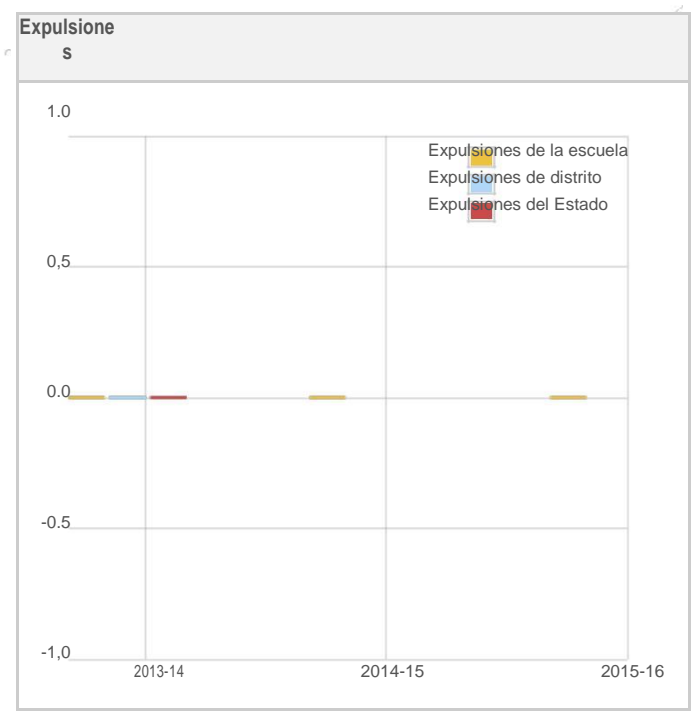 Expulsione
s
1.0
Expulsiones de la escuela
Expulsiones de distrito
Expulsiones del Estado
0,5
0.0
-0.5
-1,0
2013-14 2014-15 2015-16